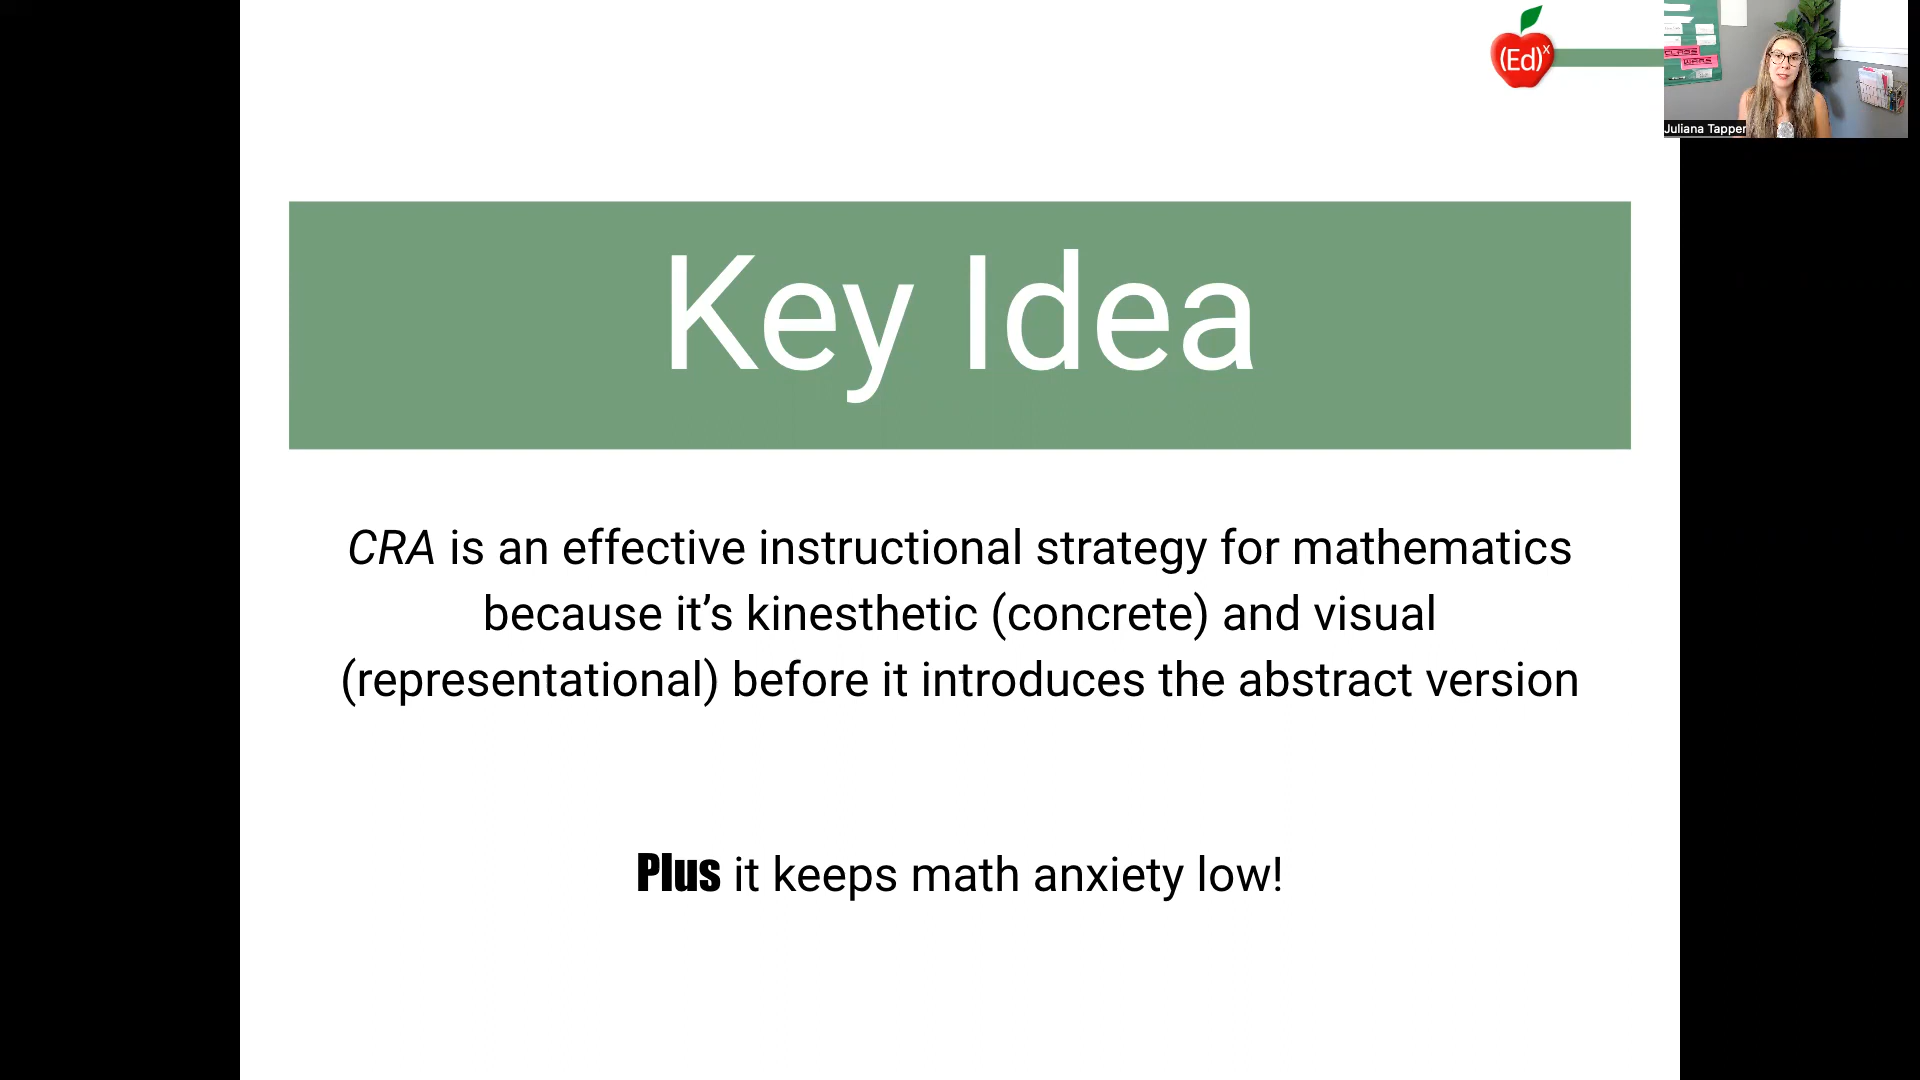 (Ed)x
Juliana Tapper
Key Idea
CRA is an effective instructional strategy for mathematics
because it’s kinesthetic (concrete) and visual
(representational) before it introduces the abstract version
Plus it keeps math anxiety low!